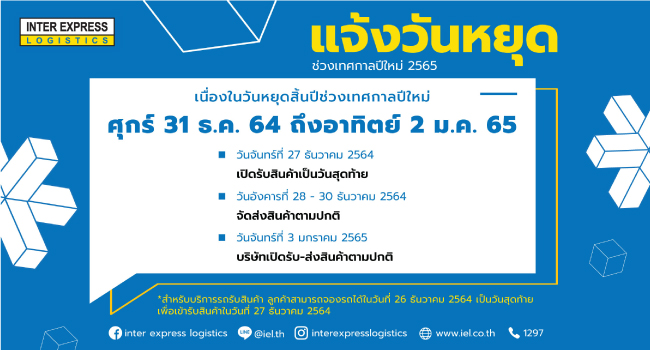 INTER EXPRESS
LOGISTICS
แจ้งวันหยุด
ช่วงเทศกาลปีใหม่ 2565
เนื่องในวันหยุดสิ้นปีช่วงเทศกาลปีใหม่
ศุกร์ 31 ธ.ค. 64 ถึงอาทิตย์ 2 ม.ค. 65
วันจันทร์ที่ 27 ธันวาคม 2564
เปิดรับสินค้าเป็นวันสุดท้าย
วันอังคารที่ 28 - 30 ธันวาคม 2564
จัดส่งสินค้าตามปกติ
วันจันทร์ที่ 3 มกราคม 2565
บริษัทเปิดรับ-ส่งสินค้าตามปกติ
*สำหรับบริการรถรับสินค้า ลูกค้าสามารถจองรถได้ในวันที่ 26 ธันวาคม 2564 เป็นวันสุดท้าย
เพื่อเข้ารับสินค้าในวันที่ 27 ธันวาคม 2564
inter express logistics @iel.th interexpresslogistics www.iel.co.th 1297